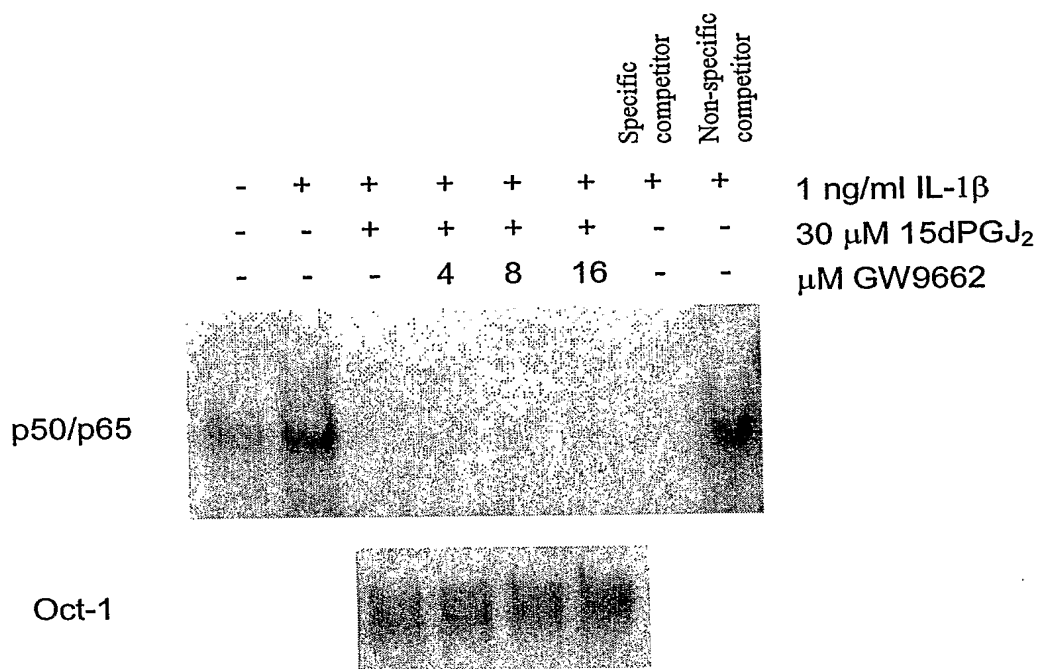 Specific
competitor
Non-specific
competitor
- + + + + + + + 1 ng/ml IL-1β
- - + + + + - - 30 μM 15dPGJ₂
- - - 4 8 16 - - μM GW9662
p50/p65
Oct-1